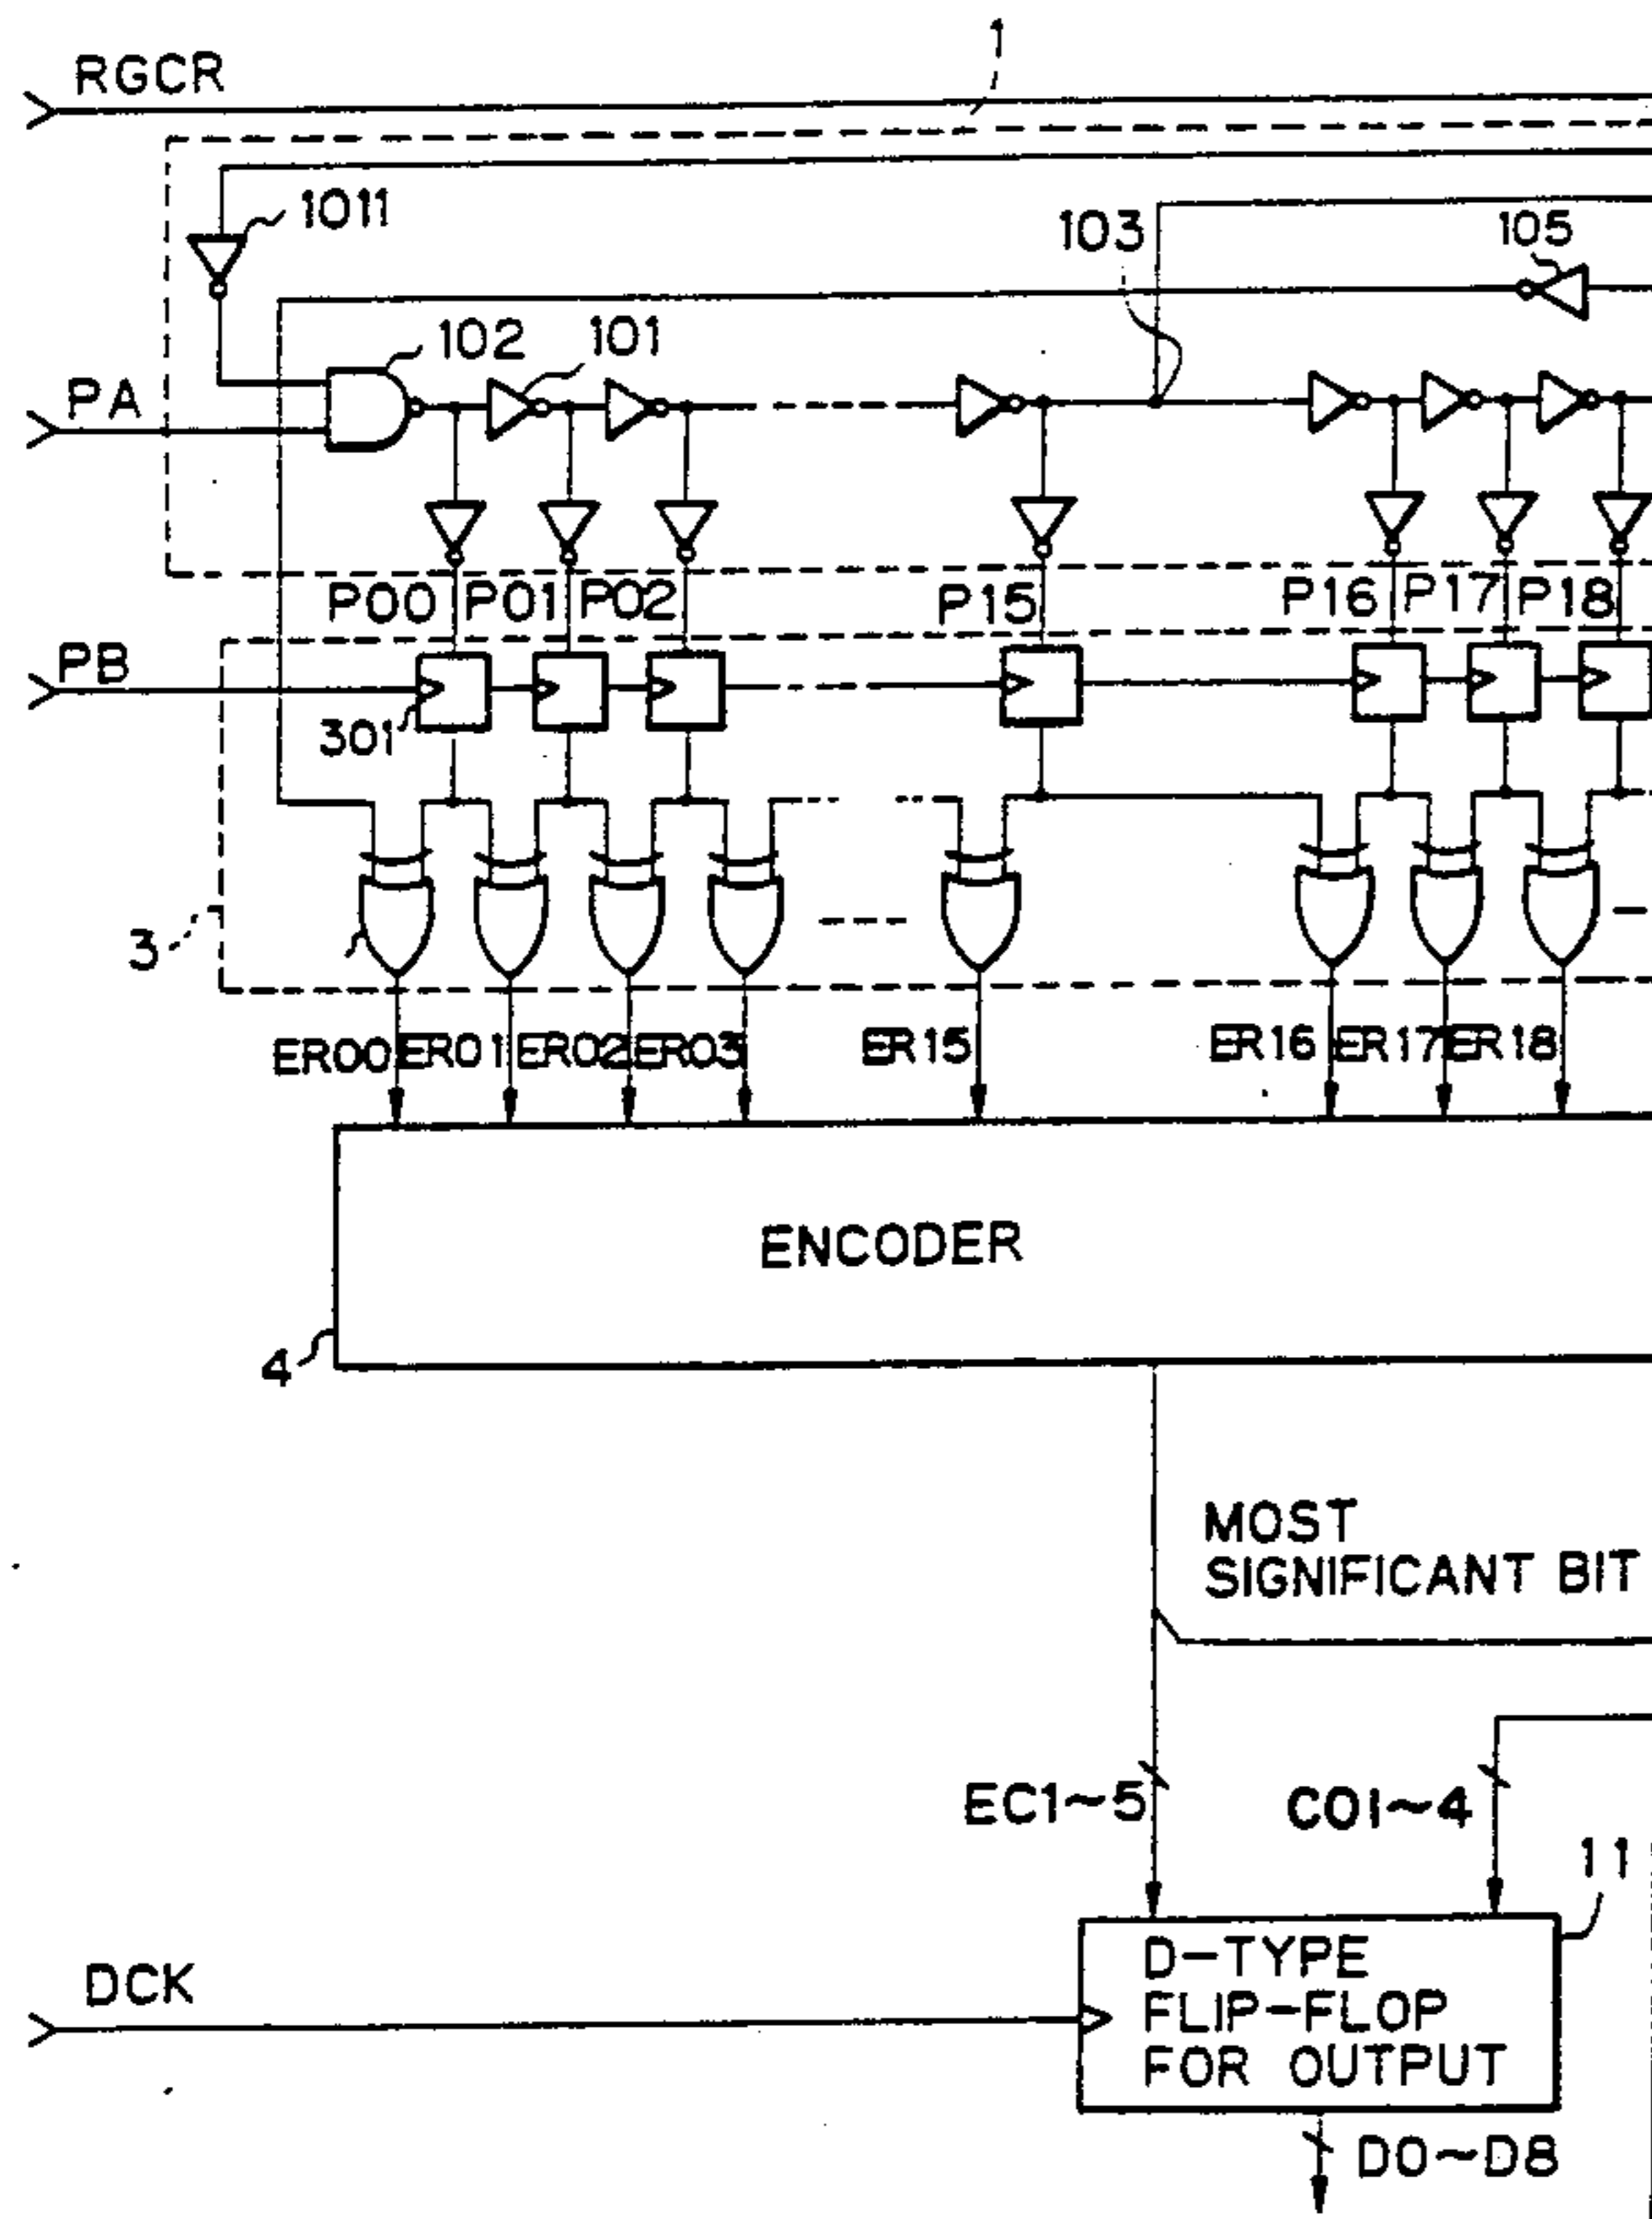 1
RGCR
1011
103
105
102
101
PA
P00
P01
P02
P15
P16
P17
P18
PB
301
3
ER00
ER01
ER02
ER03
ER15
ER16
ER17
ER18
ENCODER
4
MOST
SIGNIFICANT BIT
EC1~5
CO1~4
11
DCK
D-TYPE
FLIP-FLOP
FOR OUTPUT
D0~D8